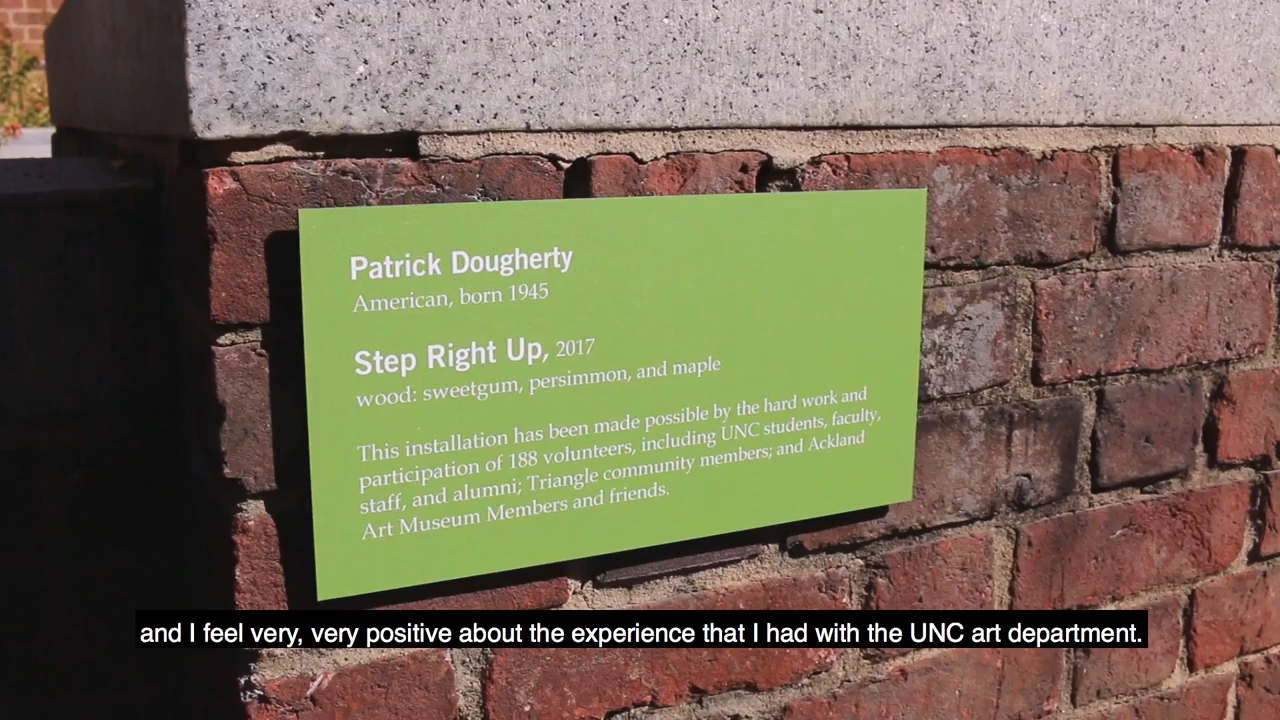 Patrick Dougherty
American, born 1945
Step Right Up, 2017
wood: sweetgum, persimmon, and maple
This installation has been made possible by the hard work and
participation of 188 volunteers, including UNC students, faculty,
staff, and alumni; Triangle community members; and Ackland
Art Museum Members and friends.
and I feel very, very positive about the experience that I had with the UNC art department.